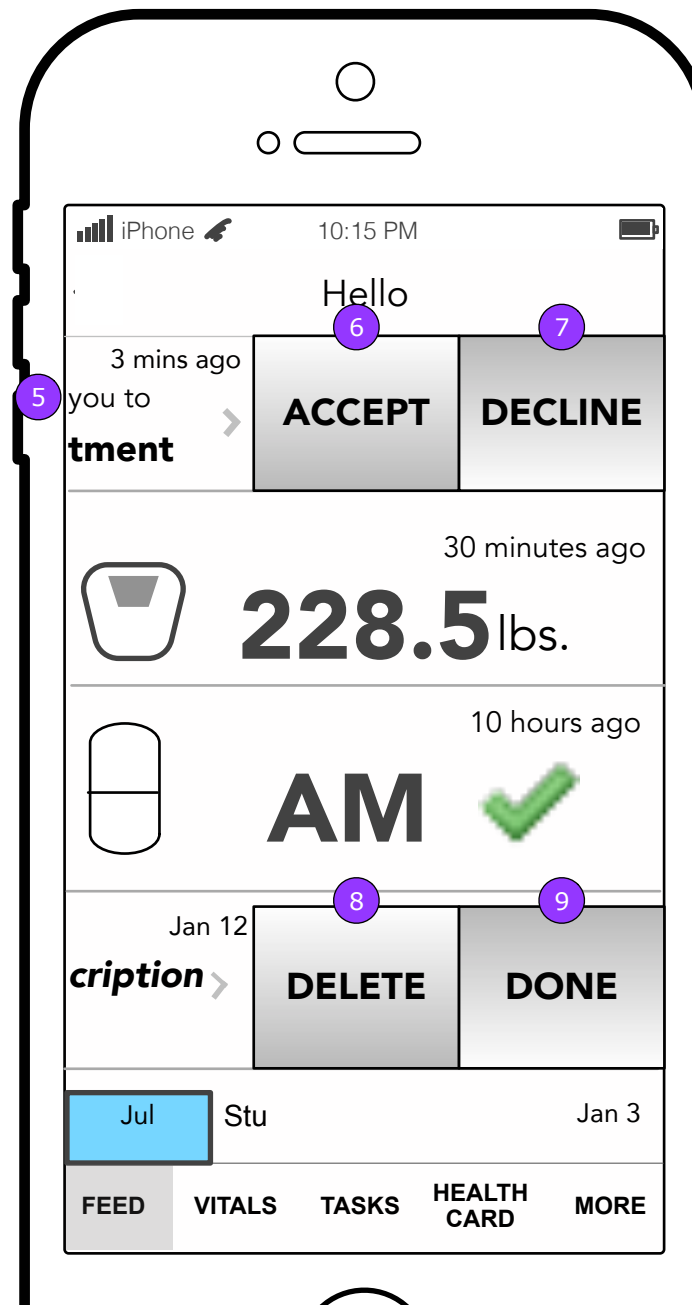 iPhone 10:15 PM
Hello
6 7
3 mins ago
5 you to
tment
ACCEPT DECLINE
30 minutes ago
228.5 lbs.
10 hours ago
AM
8 9
Jan 12
cription
DELETE DONE
Jul Stu Jan 3
FEED VITALS TASKS HEALTH CARD MORE